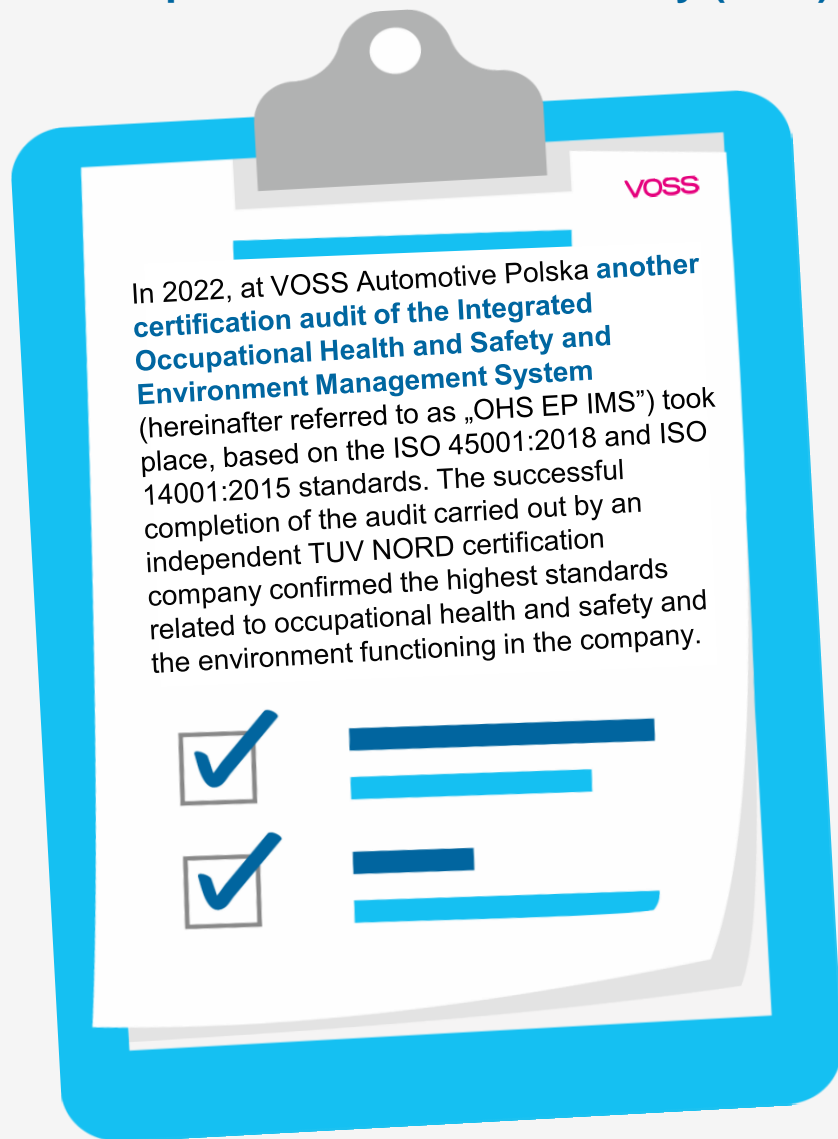 VOSS
In 2022, at VOSS Automotive Polska another
certification audit of the Integrated
Occupational Health and Safety and
Environment Management System
(hereinafter referred to as „OHS EP IMS”) took
place, based on the ISO 45001:2018 and ISO
14001:2015 standards. The successful
completion of the audit carried out by an
independent TUV NORD certification
company confirmed the highest standards
related to occupational health and safety and
the environment functioning in the company.